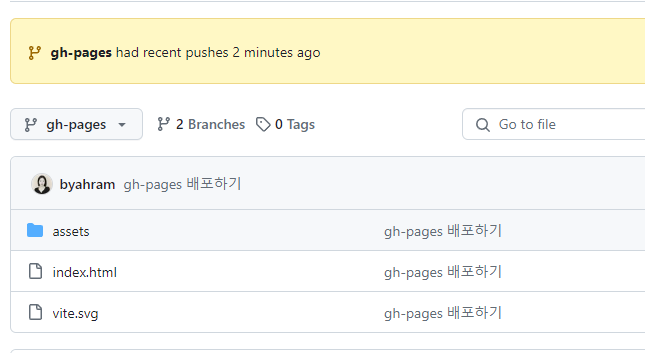 gh-pages had recent pushes 2 minutes ago
gh-pages 2 Branches 0 Tags Go to file
byahram gh-pages 배포하기
assets gh-pages 배포하기
index.html gh-pages 배포하기
vite.svg gh-pages 배포하기